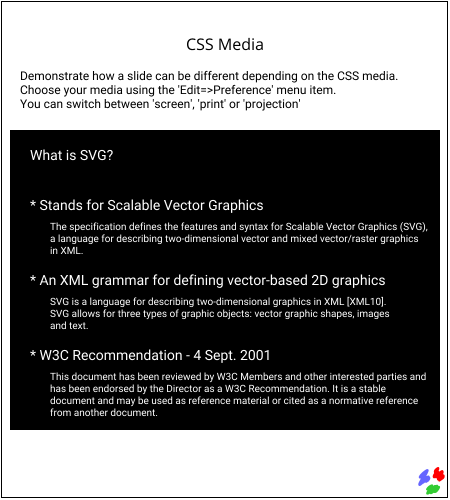 CSS Media
Demonstrate how a slide can be different depending on the CSS media.
Choose your media using the 'Edit=>Preference' menu item.
You can switch between 'screen', 'print' or 'projection'
What is SVG?
* Stands for Scalable Vector Graphics
The specification defines the features and syntax for Scalable Vector Graphics (SVG),
a language for describing two-dimensional vector and mixed vector/raster graphics
in XML.
* An XML grammar for defining vector-based 2D graphics
SVG is a language for describing two-dimensional graphics in XML [XML10].
SVG allows for three types of graphic objects: vector graphic shapes, images
and text.
* W3C Recommendation - 4 Sept. 2001
This document has been reviewed by W3C Members and other interested parties and
has been endorsed by the Director as a W3C Recommendation. It is a stable
document and may be used as reference material or cited as a normative reference
from another document.